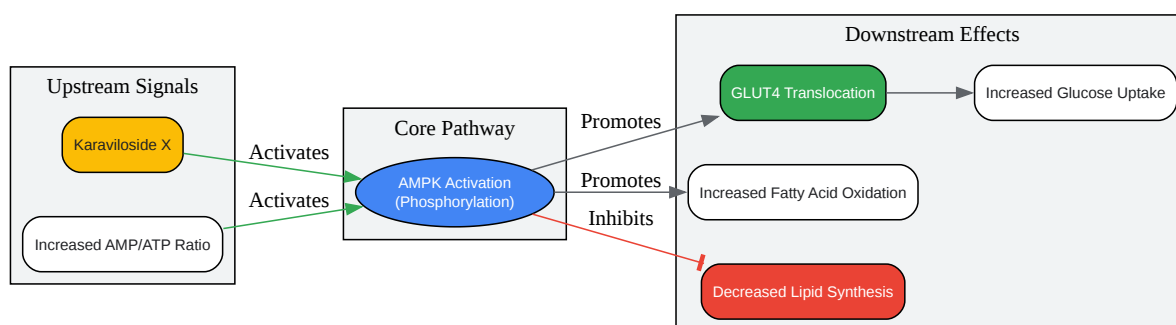 Upstream Signals
Karaviloside X
Increased AMP/ATP Ratio
Activates
Activates
Core Pathway
AMPK Activation
(Phosphorylation)
Promotes
Promotes
Inhibits
Downstream Effects
GLUT4 Translocation
Increased Glucose Uptake
Increased Fatty Acid Oxidation
Decreased Lipid Synthesis